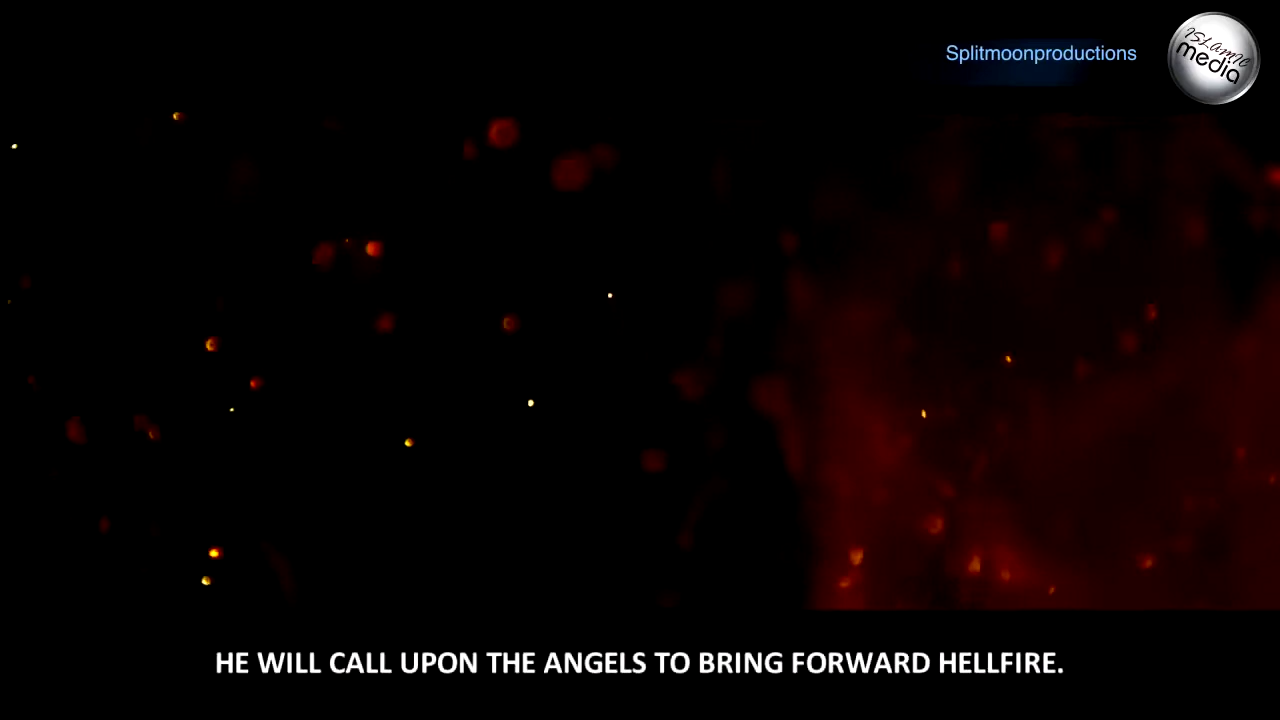 Splitmoonproductions
ISLAMIC
media
HE WILL CALL UPON THE ANGELS TO BRING FORWARD HELLFIRE.